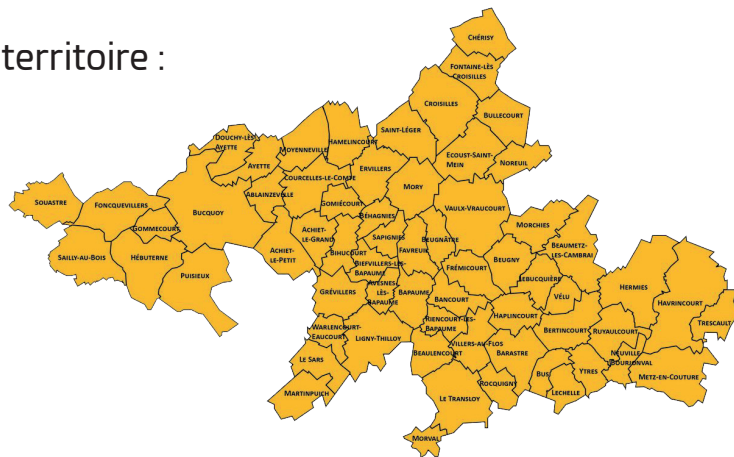 territoire :
CHÉRISY
FONTAINE-LÈS
CROISILLES
CROISILLES
BULLECOURT
SAINT-LÉGER
DOUCHY-LÈS
AYETTE
MOYENNEVILLE
HAMELINCOURT
ECOUST-SAINT-
MEIN
NOREUIL
AYETTE
ERVILLERS
COURCELLES-LE-COMTE
MORY
ABLAINZEVILLE
SOUASTRE
FONCQUEVILLERS
BUCQUOY
GOMIÉCOURT
VAULX-VRAUCOURT
BÉHAGNIES
GOMMECOURT
ACHIET-
LE-GRAND
MORCHIES
SAPIGNIES
BEUGNÂTRE
ACHIET-
LE-PETIT
BIHUCOURT
FAVREUIL
BEAUMETZ-
LES-CAMBRAI
SAILLY-AU-BOIS
HÉBUTERNE
BIEFVILLERS-LES-
BAPAUME
FRÉMICOURT
BEUGNY
PUISIEUX
LEBUCQUIÈRE
AVESNES-
LÈS-
BAPAUME
BAPAUME
GRÉVILLERS
BANCOURT
VÉLU
HERMIES
HAVRINCOURT
RIENCOURT-LES-
BAPAUME
HAPLINCOURT
TRESCAULT
WARLENCOURT-
EAUCOURT
LIGNY-THILLOY
BERTINCOURT
RUYAULCOURT
VILLERS-AU-FLOS
BEAULENCOURT
BARASTRE
NEUVILLE
BOURJONVAL
LE SARS
YTRES
BUS
METZ-EN-COUTURE
ROCQUIGNY
MARTINPUICH
LE TRANSLOY
LECHELLE
MORVAL